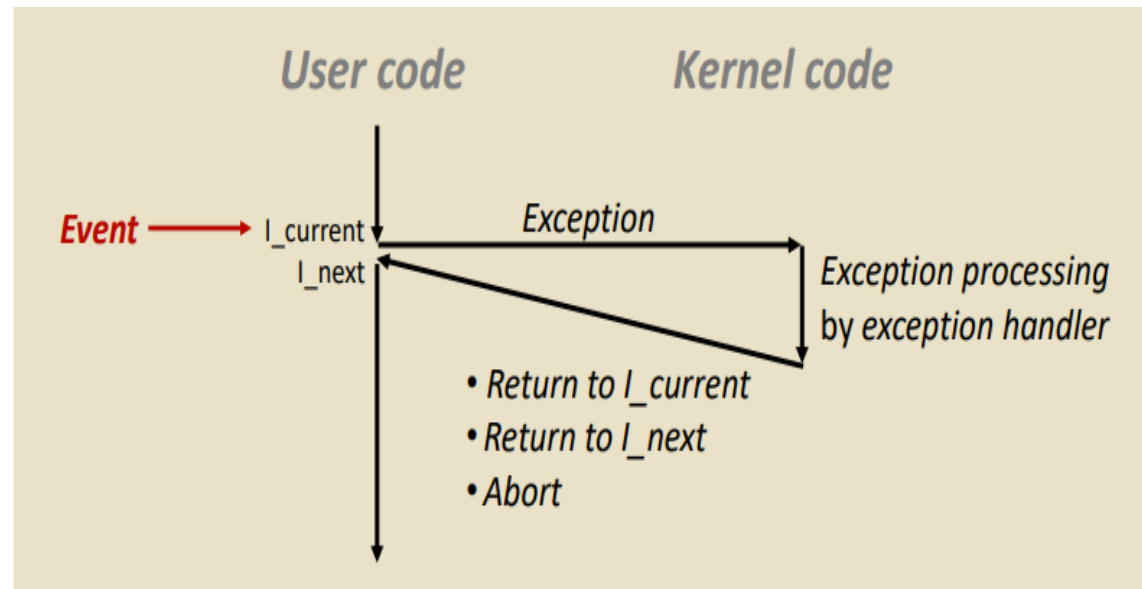 User code Kernel code
Event I_current Exception
I_next Exception processing
by exception handler
• Return to I_current
• Return to I_next
• Abort